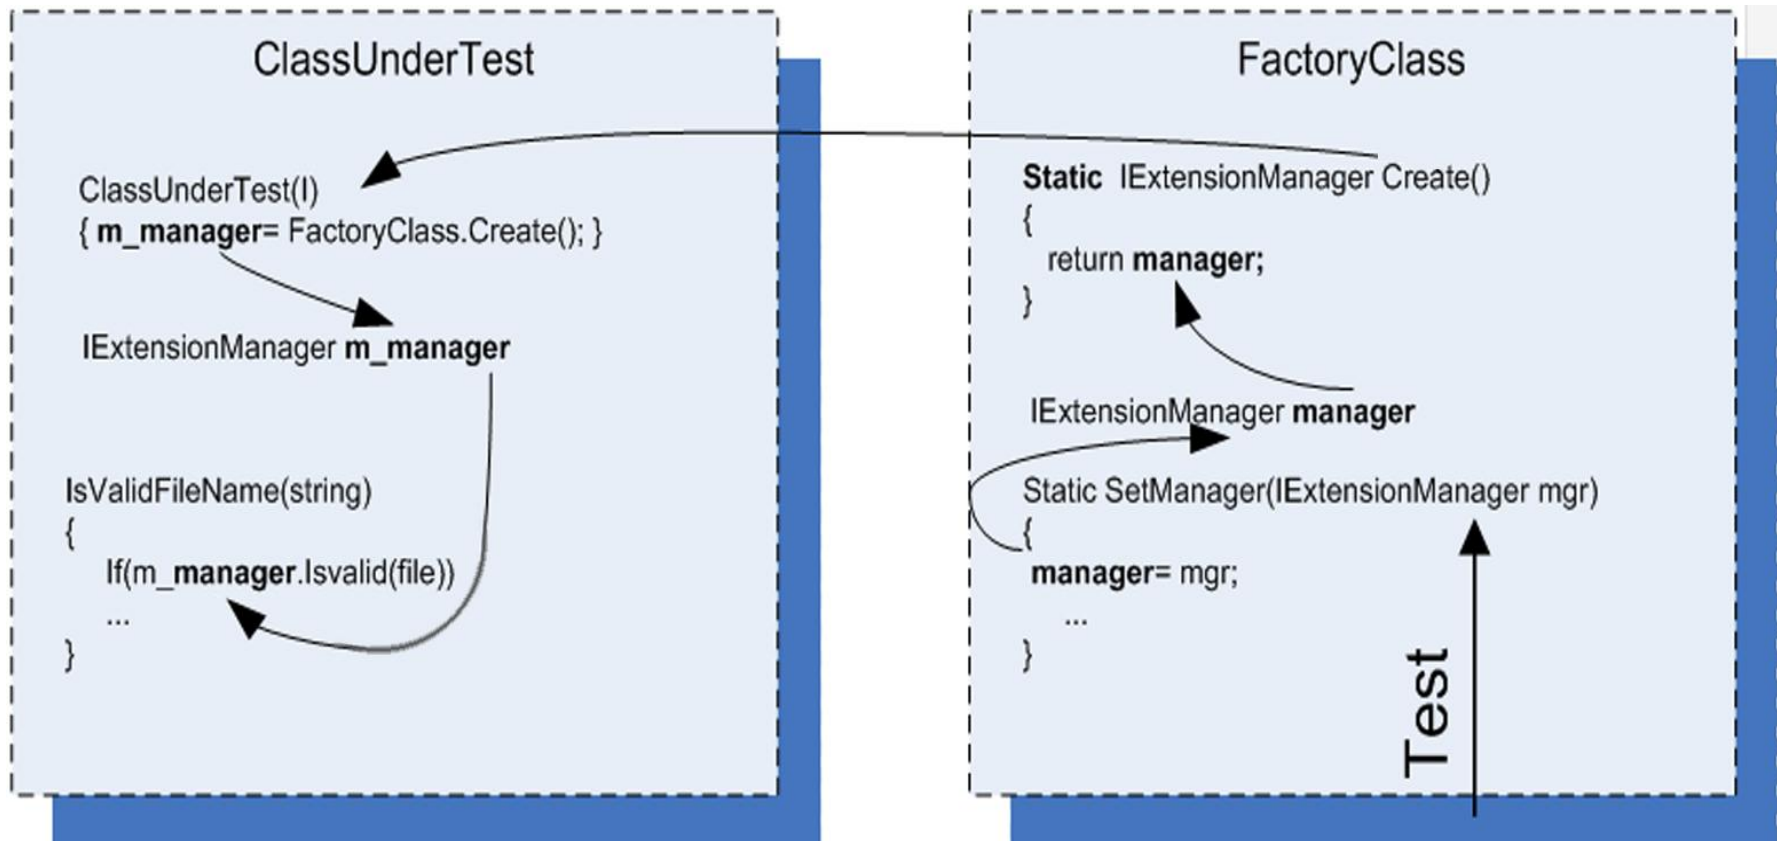 ClassUnderTest
ClassUnderTest(I)
{ m_manager= FactoryClass.Create(); }
IExtensionManager m_manager
IsValidFileName(string)
{
If(m_manager.Isvalid(file))
...
}
FactoryClass
Static IExtensionManager Create()
{
return manager;
}
IExtensionManager manager
Static SetManager(IExtensionManager mgr)
{
manager= mgr;
...
}
Test